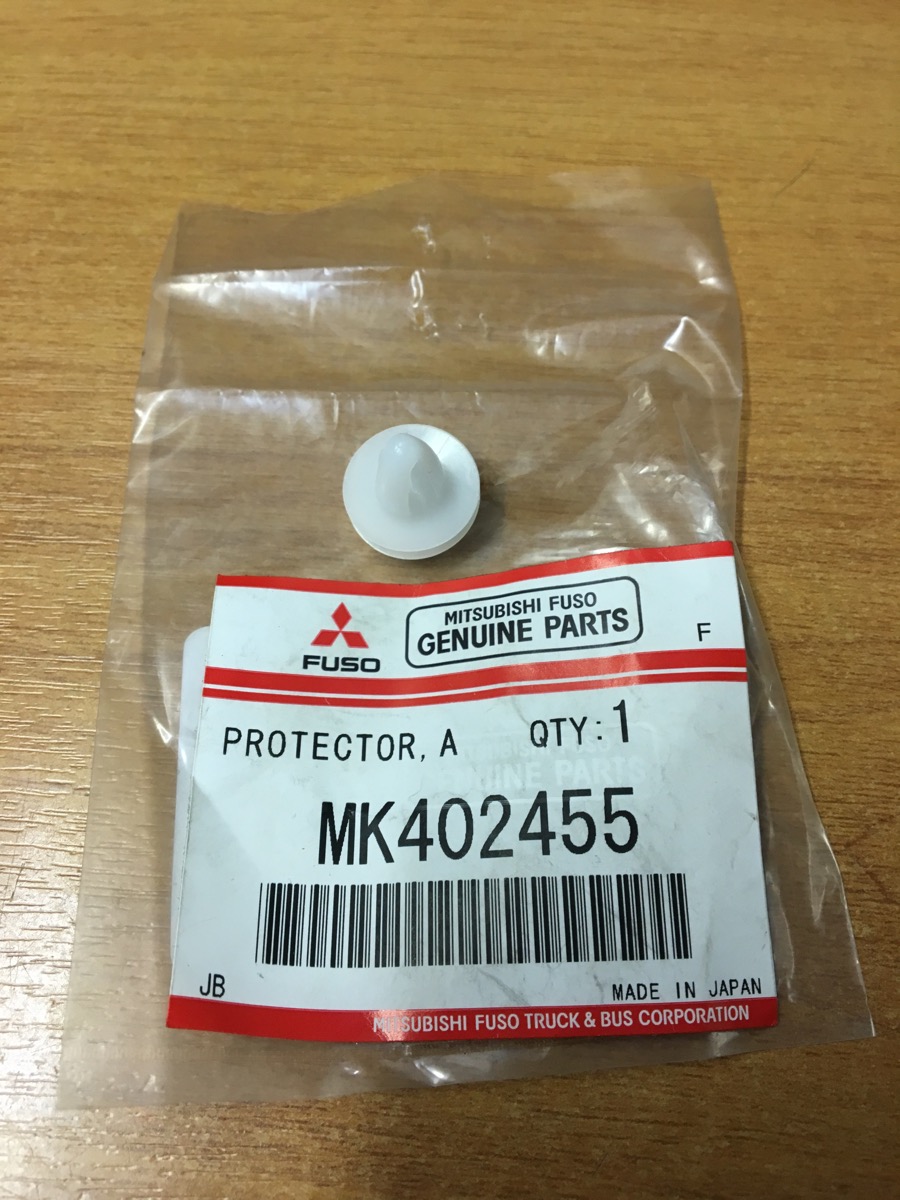 MITSUBISHI FUSO
GENUINE PARTS
FUSO
F
PROTECTOR, A QTY:1
MK402455
JB
MADE IN JAPAN
MITSUBISHI FUSO TRUCK & BUS CORPORATION